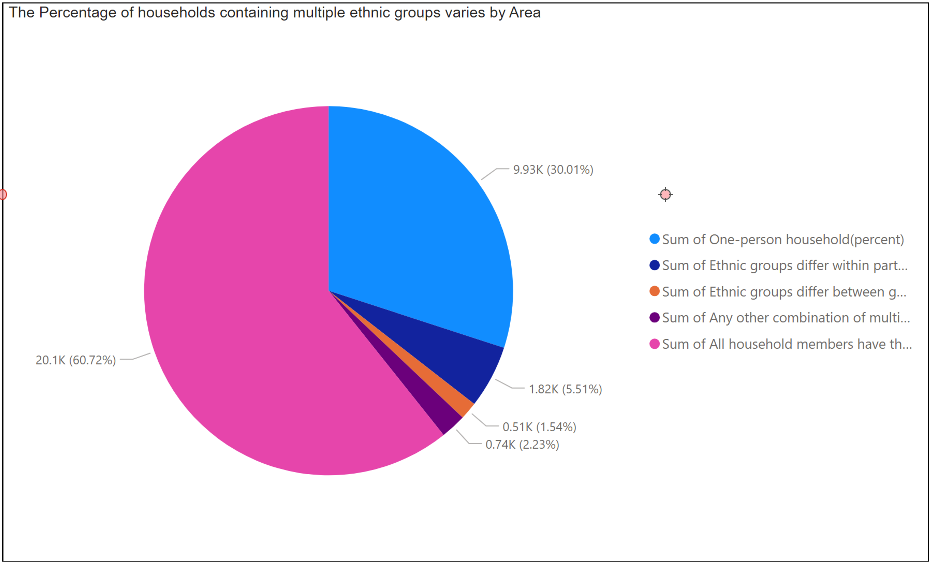 The Percentage of households containing multiple ethnic groups varies by Area
9.93K (30.01%)
Sum of One-person household(percent)
Sum of Ethnic groups differ within part...
Sum of Ethnic groups differ between g...
Sum of Any other combination of multi...
Sum of All household members have th...
20.1K (60.72%)
1.82K (5.51%)
0.51K (1.54%)
0.74K (2.23%)